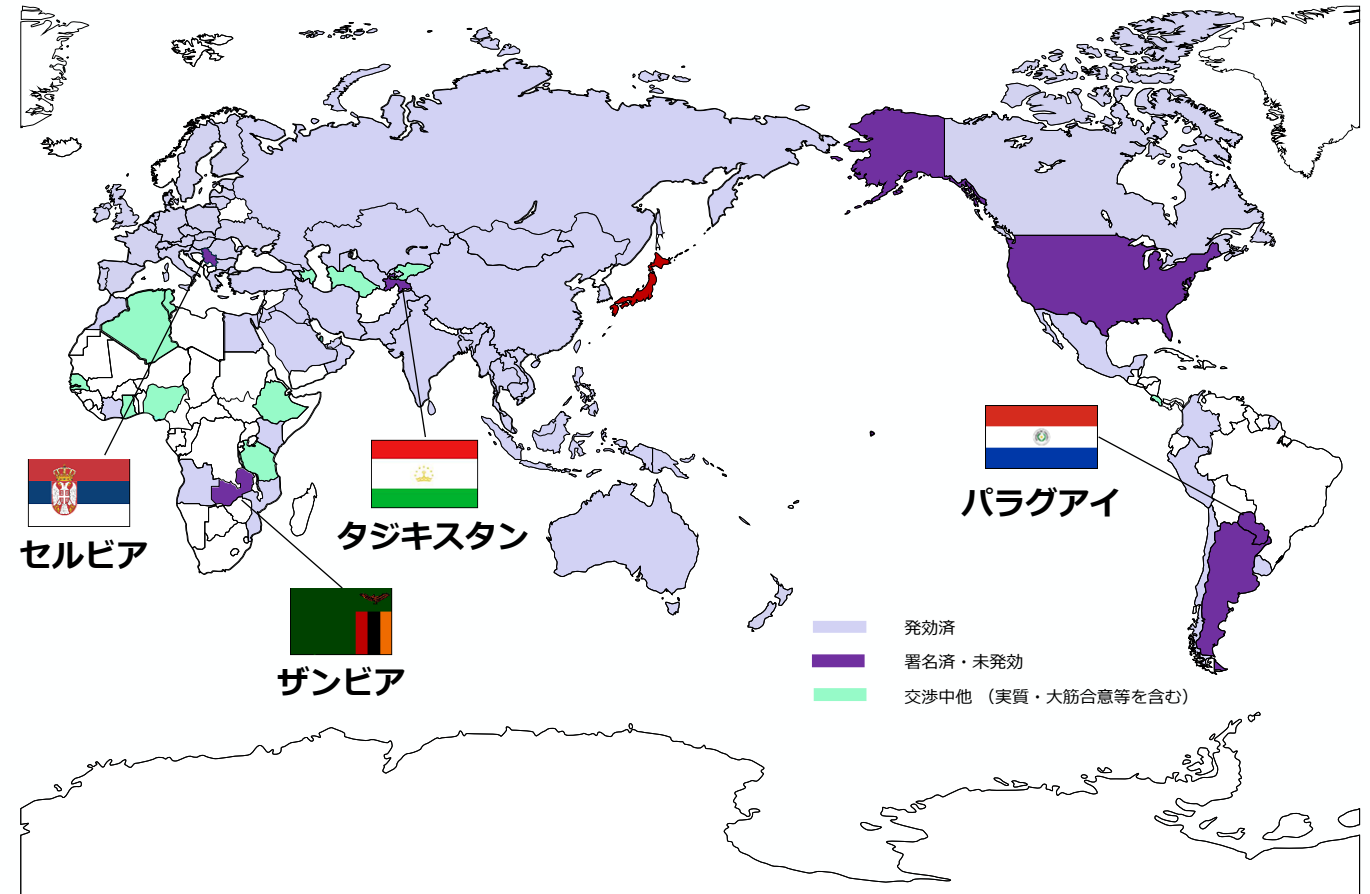 セルビア
タジキスタン
ザンビア
パラグアイ
発効済
署名済・未発効
交渉中他 （実質・大筋合意等を含む）